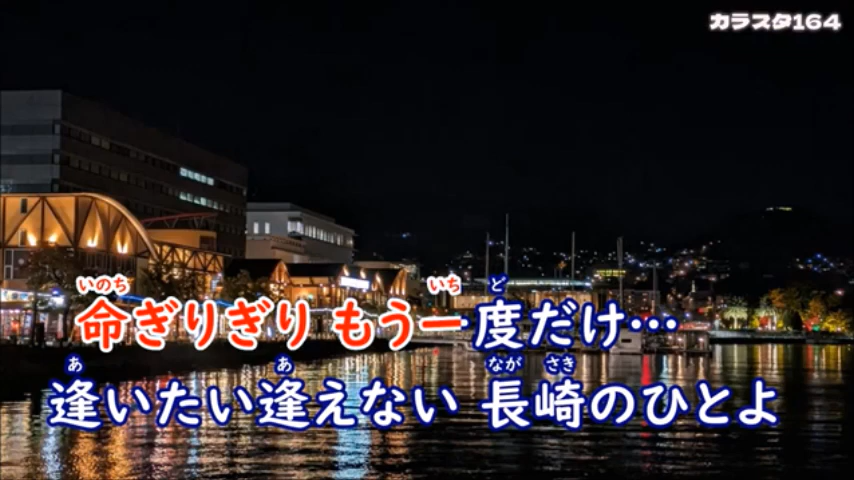 カラスタ164
いのち いち ど
命ぎりぎり もう一度だけ…
あ あ なが さき
逢いたい逢えない 長崎のひとよ